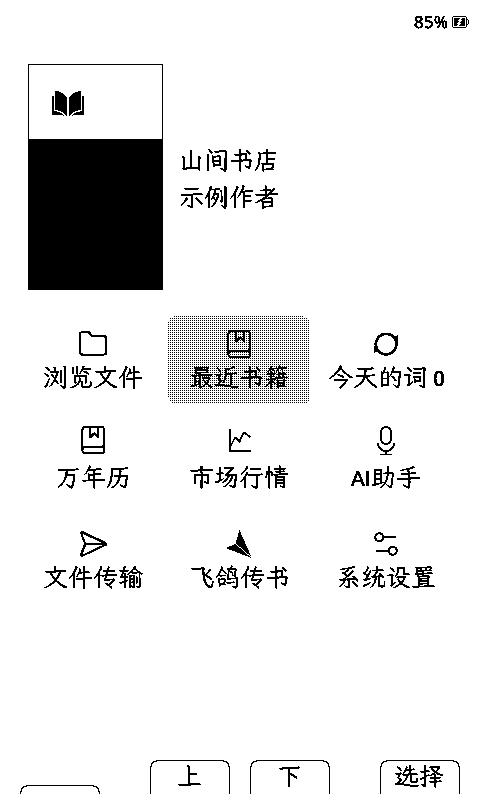 85%
山间书店
示例作者
浏览文件 最近书籍 今天的词 0
万年历 市场行情 AI助手
文件传输 飞鸽传书 系统设置
上 下 选择